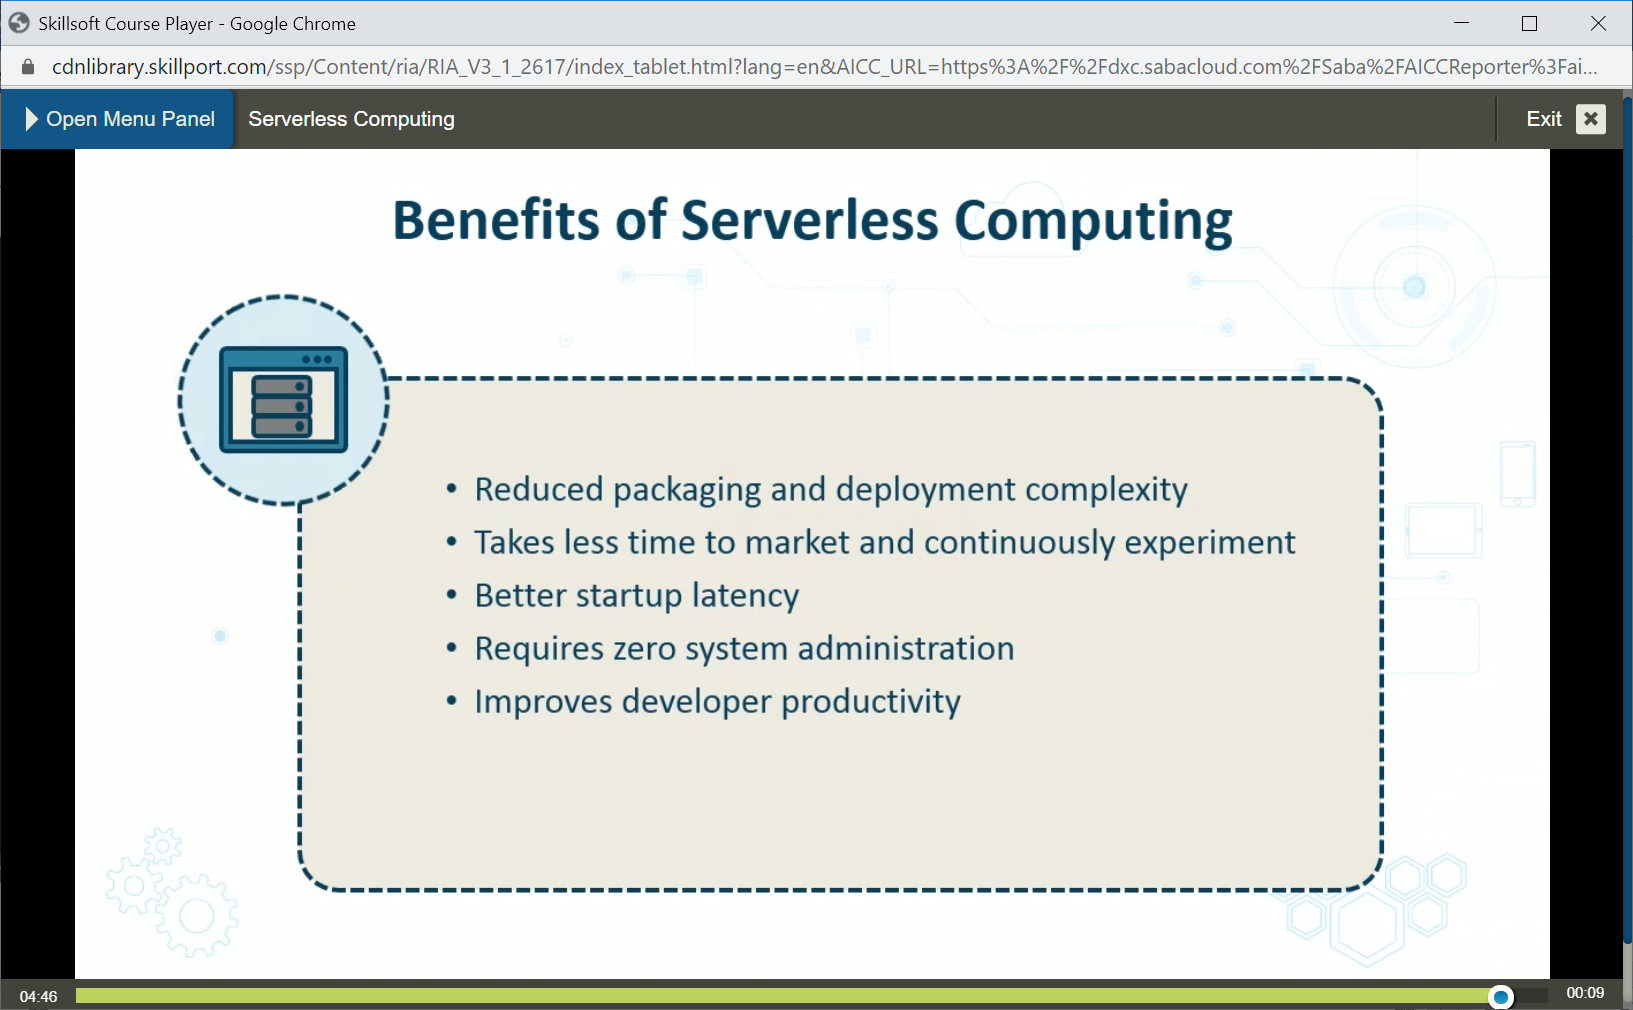 Skillsoft Course Player - Google Chrome
cdnlibrary.skillport.com/ssp/Content/ria/RIA_V3_1_2617/index_tablet.html?lang=en&AICC_URL=https%3A%2F%2Fdxc.sabacloud.com%2FSaba%2FAICCReporter%3Fai...
Open Menu Panel Serverless Computing Exit
Benefits of Serverless Computing
• Reduced packaging and deployment complexity
• Takes less time to market and continuously experiment
• Better startup latency
• Requires zero system administration
• Improves developer productivity
04:46 00:09